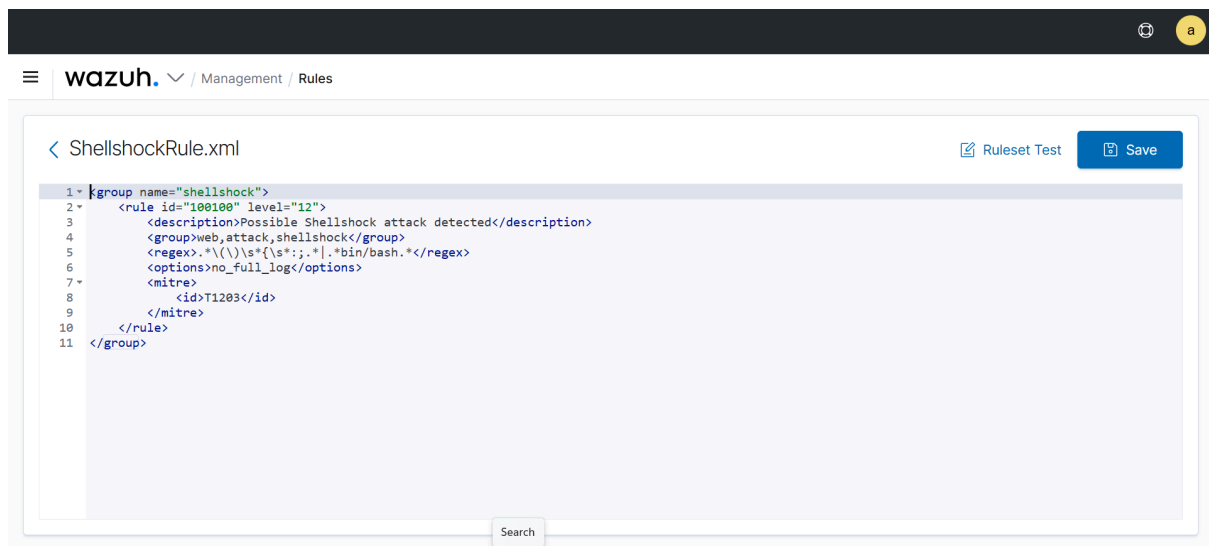 a
wazuh. / Management / Rules
ShellshockRule.xml
Ruleset Test
Save
1 <group name="shellshock">
2 <rule id="100100" level="12">
3 <description>Possible Shellshock attack detected</description>
4 <group>web,attack,shellshock</group>
5 <regex>.*\(\)\s*{\s*:;.*|.*bin/bash.*</regex>
6 <options>no_full_log</options>
7 <mitre>
8 <id>T1203</id>
9 </mitre>
10 </rule>
11 </group>
Search